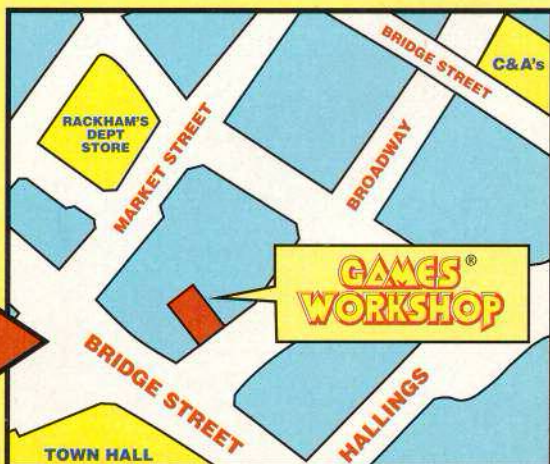 BRIDGE STREET
C&A's
RACKHAM'S
DEPT
STORE
MARKET STREET
BROADWAY
GAMES®
WORKSHOP
BRIDGE STREET
HALLINGS
TOWN HALL